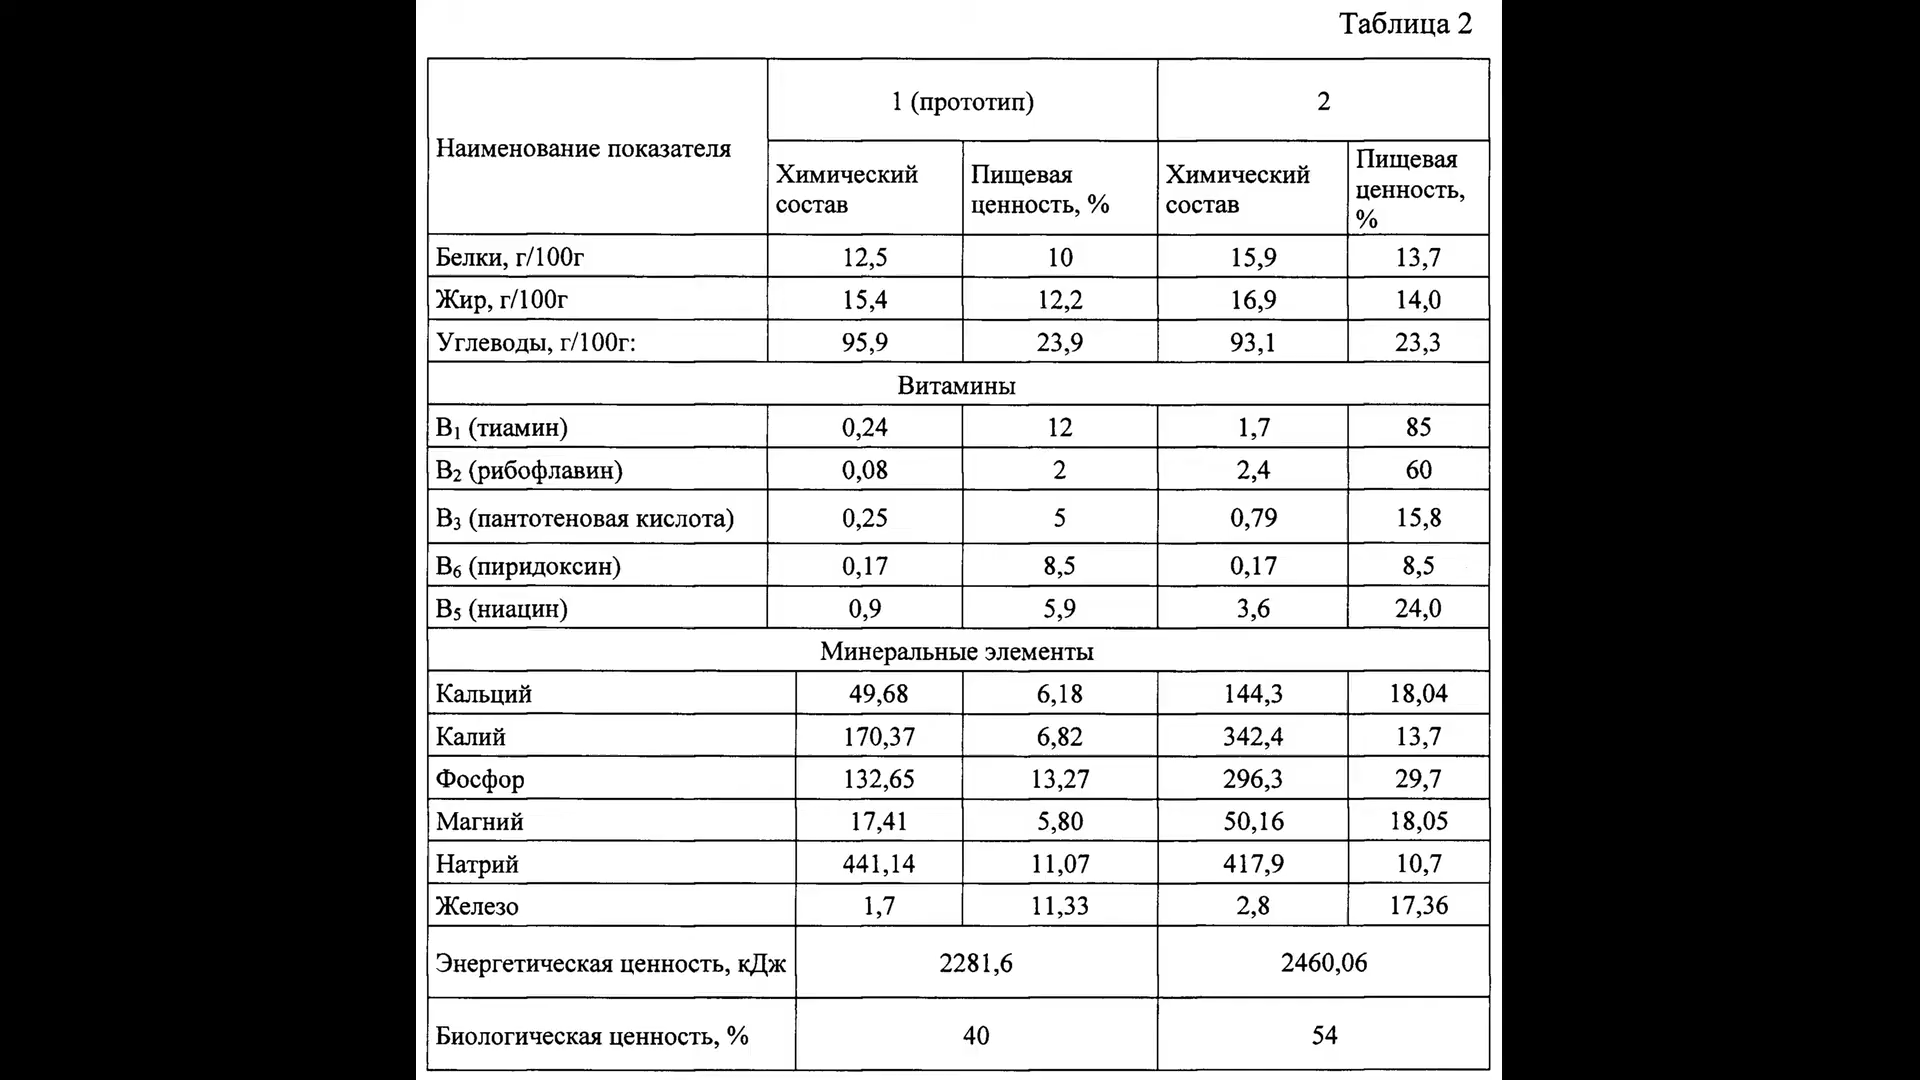 Таблица 2
Наименование показателя
1 (прототип)
2
Химический состав
Пищевая ценность, %
Химический состав
Пищевая ценность, %
Белки, г/100г 12,5 10 15,9 13,7
Жир, г/100г 15,4 12,2 16,9 14,0
Углеводы, г/100г: 95,9 23,9 93,1 23,3
Витамины
В₁ (тиамин) 0,24 12 1,7 85
В₂ (рибофлавин) 0,08 2 2,4 60
В₃ (пантотеновая кислота) 0,25 5 0,79 15,8
В₆ (пиридоксин) 0,17 8,5 0,17 8,5
В₅ (ниацин) 0,9 5,9 3,6 24,0
Минеральные элементы
Кальций 49,68 6,18 144,3 18,04
Калий 170,37 6,82 342,4 13,7
Фосфор 132,65 13,27 296,3 29,7
Магний 17,41 5,80 50,16 18,05
Натрий 441,14 11,07 417,9 10,7
Железо 1,7 11,33 2,8 17,36
Энергетическая ценность, кДж 2281,6 2460,06
Биологическая ценность, % 40 54